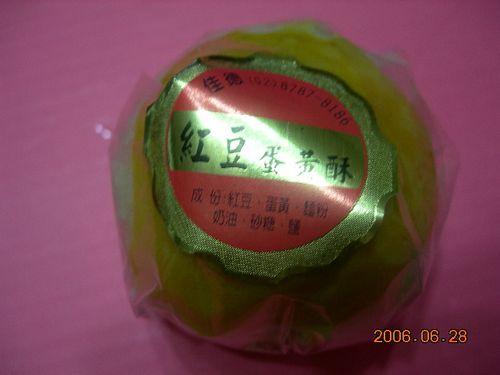 佳德 (02)8787-8186
紅豆蛋黃酥
成份:紅豆、蛋黃、麵粉
奶油、砂糖、鹽
2006.06.28